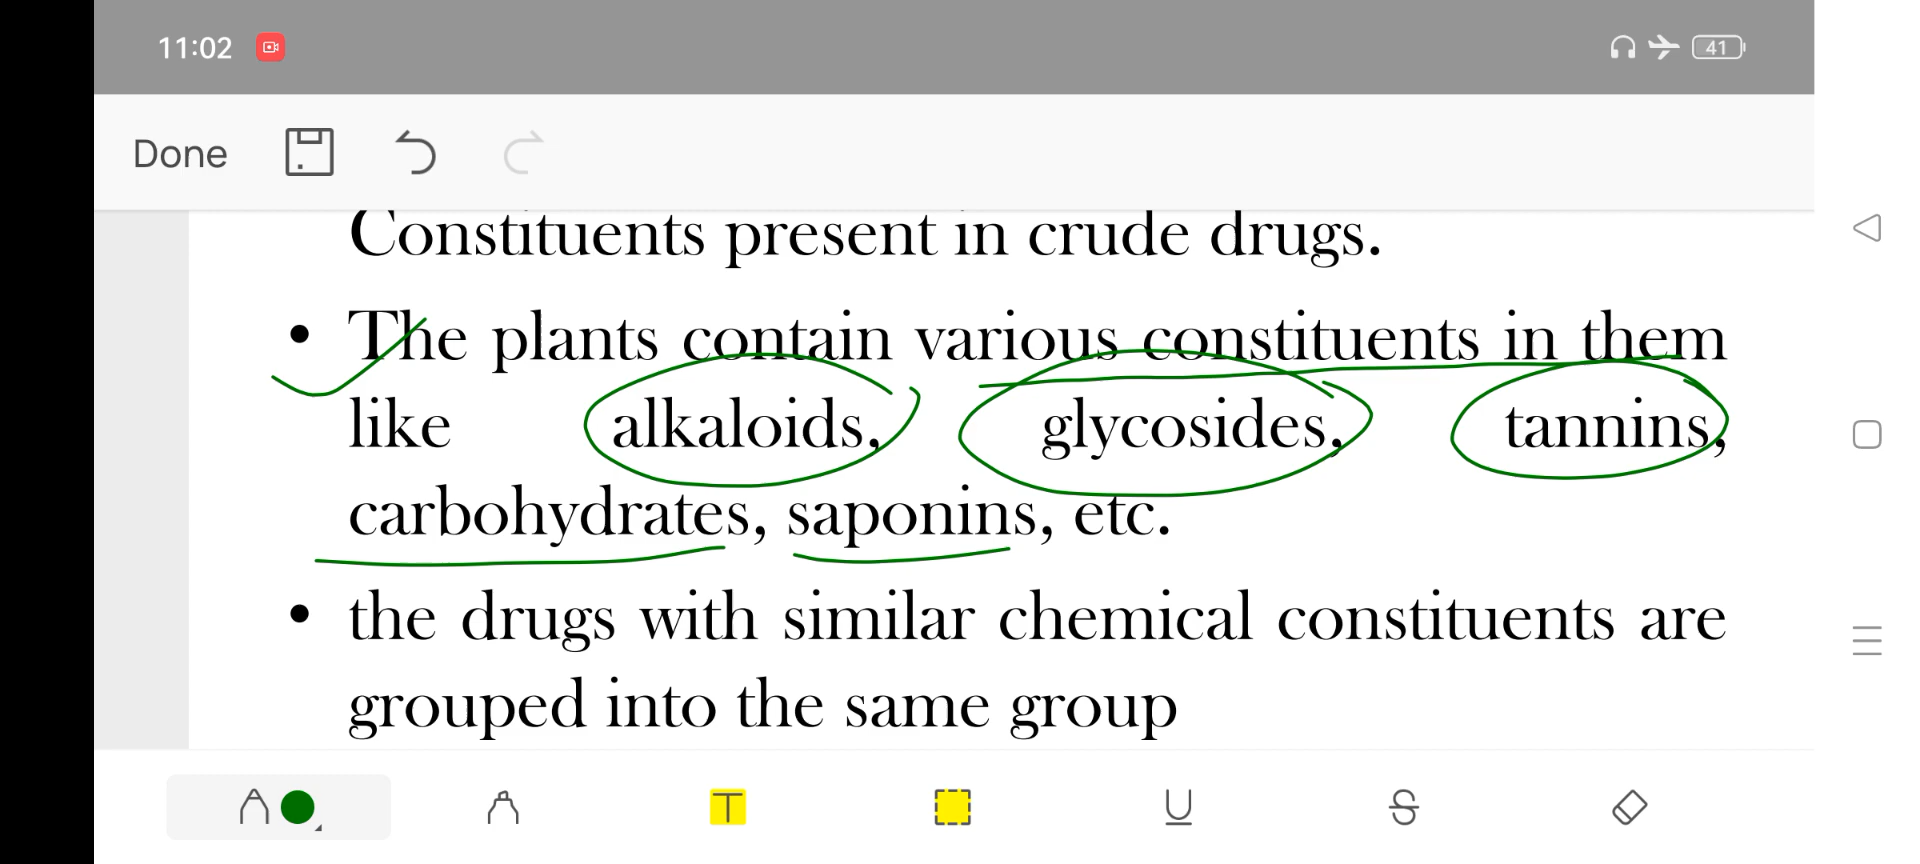 11:02
41
Done
Constituents present in crude drugs.
• The plants contain various constituents in them
like alkaloids, glycosides, tannins,
carbohydrates, saponins, etc.
• the drugs with similar chemical constituents are
grouped into the same group
T
U
S